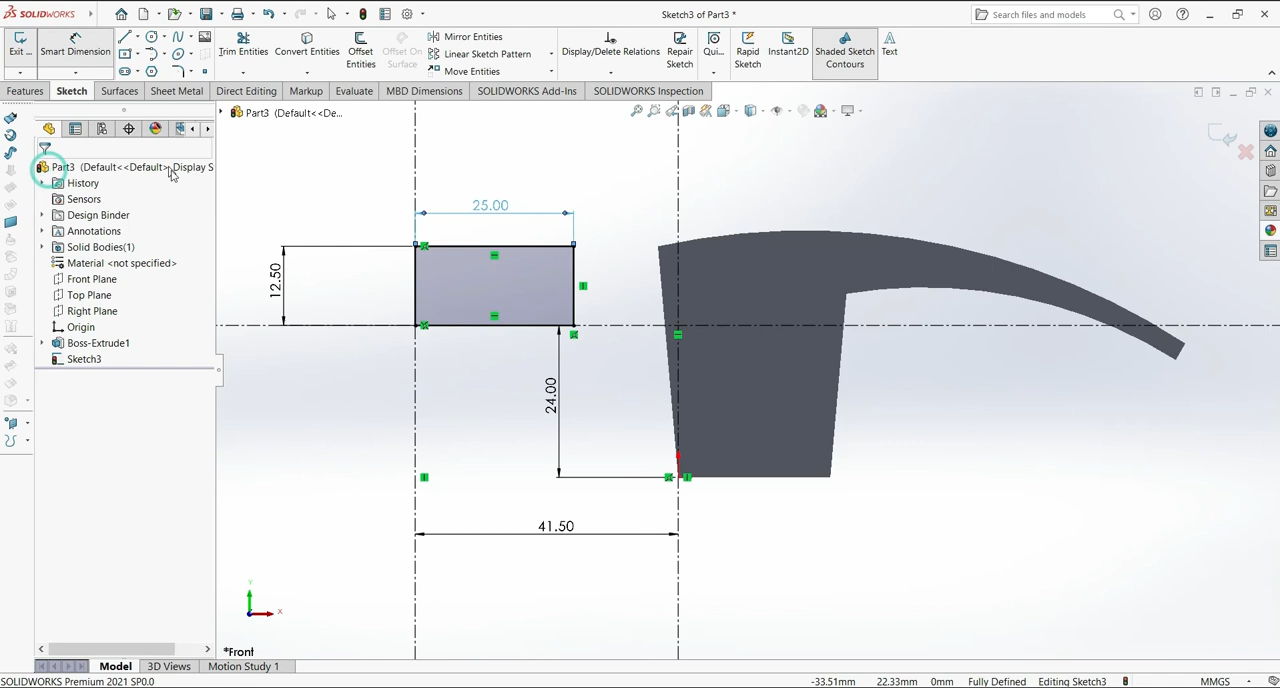 SOLIDWORKS
Sketch3 of Part3 *
Search files and models
Exit ...
Smart Dimension
Trim Entities
Convert Entities
Offset Entities
Offset On Surface
Mirror Entities
Linear Sketch Pattern
Move Entities
Display/Delete Relations
Repair Sketch
Qui...
Rapid Sketch
Instant2D
Shaded Sketch Contours
Text
Features
Sketch
Surfaces
Sheet Metal
Direct Editing
Markup
Evaluate
MBD Dimensions
SOLIDWORKS Add-Ins
SOLIDWORKS Inspection
Part3 (Default<<De...
Part3 (Default<<Default>_Display S
History
Sensors
Design Binder
Annotations
Solid Bodies(1)
Material <not specified>
Front Plane
Top Plane
Right Plane
Origin
Boss-Extrude1
Sketch3
25.00
12.50
24.00
41.50
Y
X
*Front
Model
3D Views
Motion Study 1
SOLIDWORKS Premium 2021 SP0.0
-33.51mm
22.33mm
0mm
Fully Defined
Editing Sketch3
MMGS